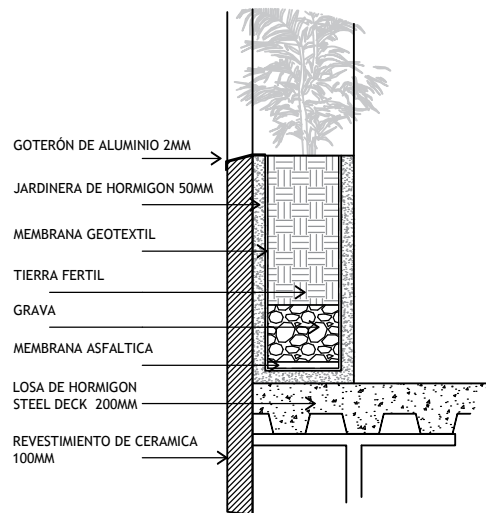 GOTERÓN DE ALUMINIO 2MM
JARDINERA DE HORMIGON 50MM
MEMBRANA GEOTEXTIL
TIERRA FERTIL
GRAVA
MEMBRANA ASFALTICA
LOSA DE HORMIGON
STEEL DECK 200MM
REVESTIMIENTO DE CERAMICA
100MM